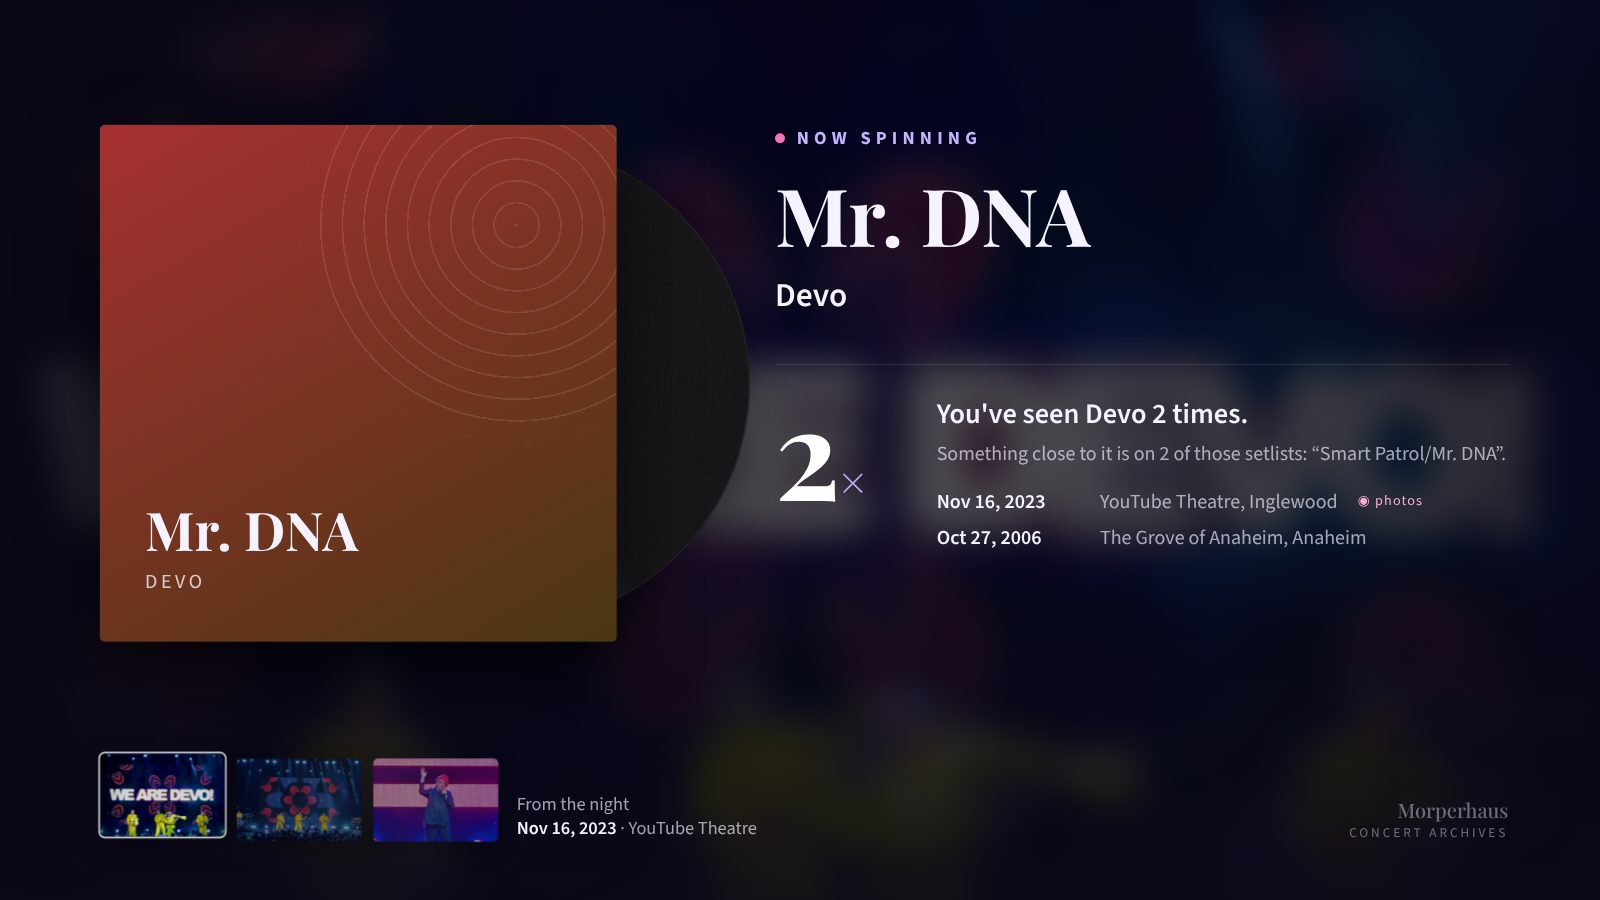 NOW SPINNING
Mr. DNA
Devo
You've seen Devo 2 times.
2×
Something close to it is on 2 of those setlists: “Smart Patrol/Mr. DNA”.
Nov 16, 2023 YouTube Theatre, Inglewood photos
Oct 27, 2006 The Grove of Anaheim, Anaheim
Mr. DNA
DEVO
WE ARE DEVO!
From the night
Nov 16, 2023 · YouTube Theatre
Morperhaus
CONCERT ARCHIVES